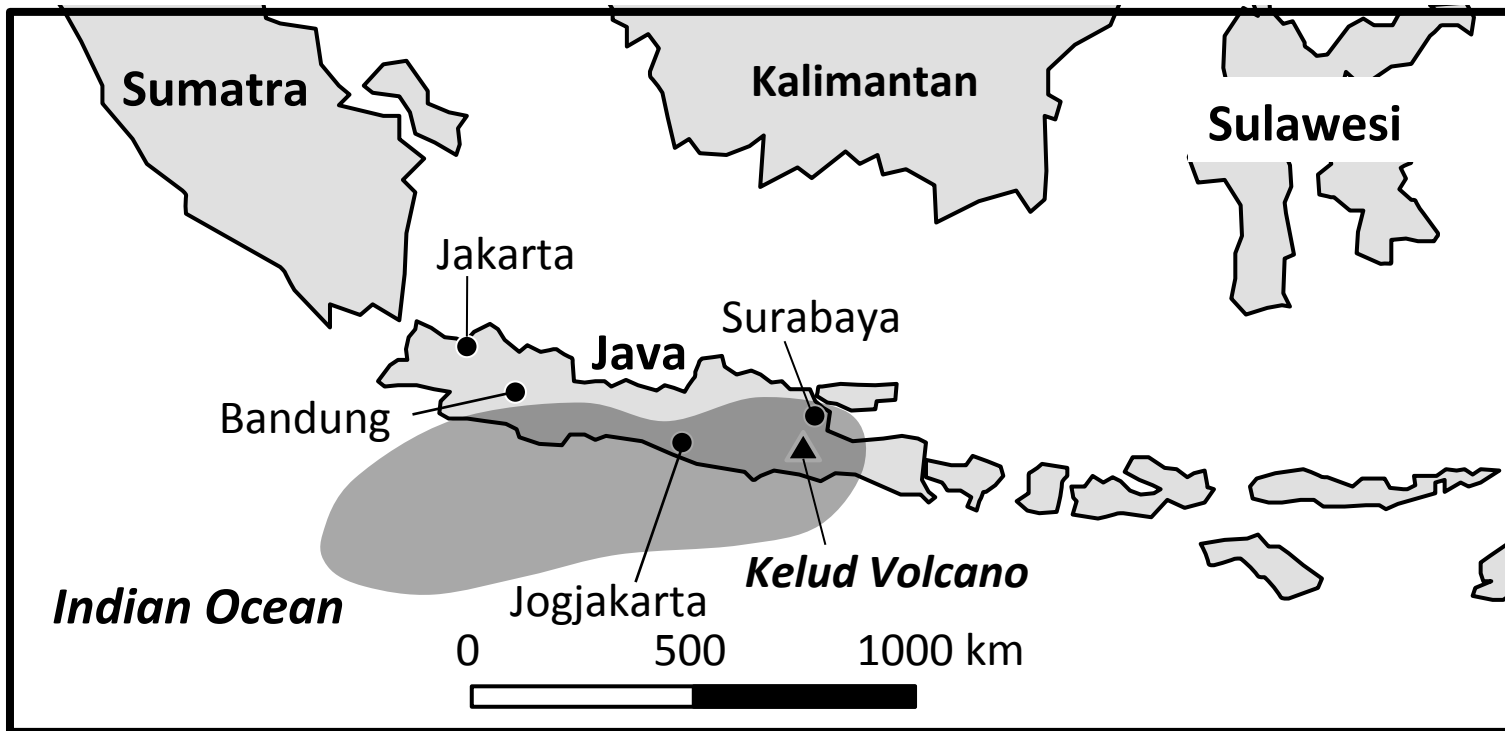 Sumatra
Kalimantan
Sulawesi
Jakarta
Surabaya
Java
Bandung
Kelud Volcano
Jogjakarta
Indian Ocean
0 500 1000 km